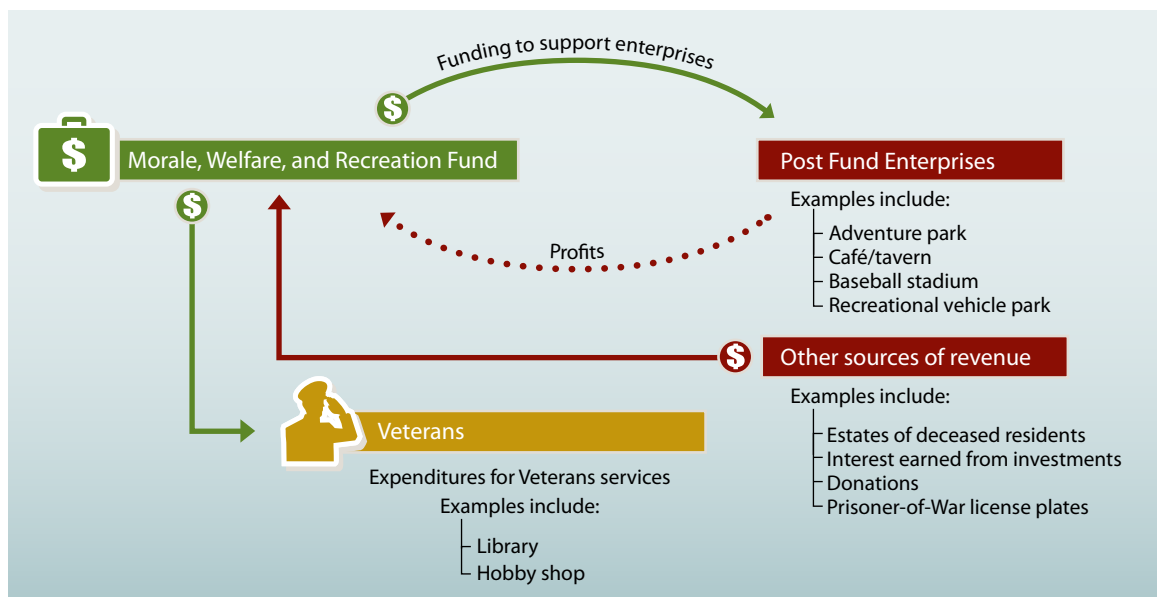 Funding to support enterprises
$
$
Morale, Welfare, and Recreation Fund
Post Fund Enterprises
$
Examples include:
Adventure park
Café/tavern
Baseball stadium
Recreational vehicle park
Profits
$
Other sources of revenue
Examples include:
Estates of deceased residents
Interest earned from investments
Donations
Prisoner-of-War license plates
Veterans
Expenditures for Veterans services
Examples include:
Library
Hobby shop